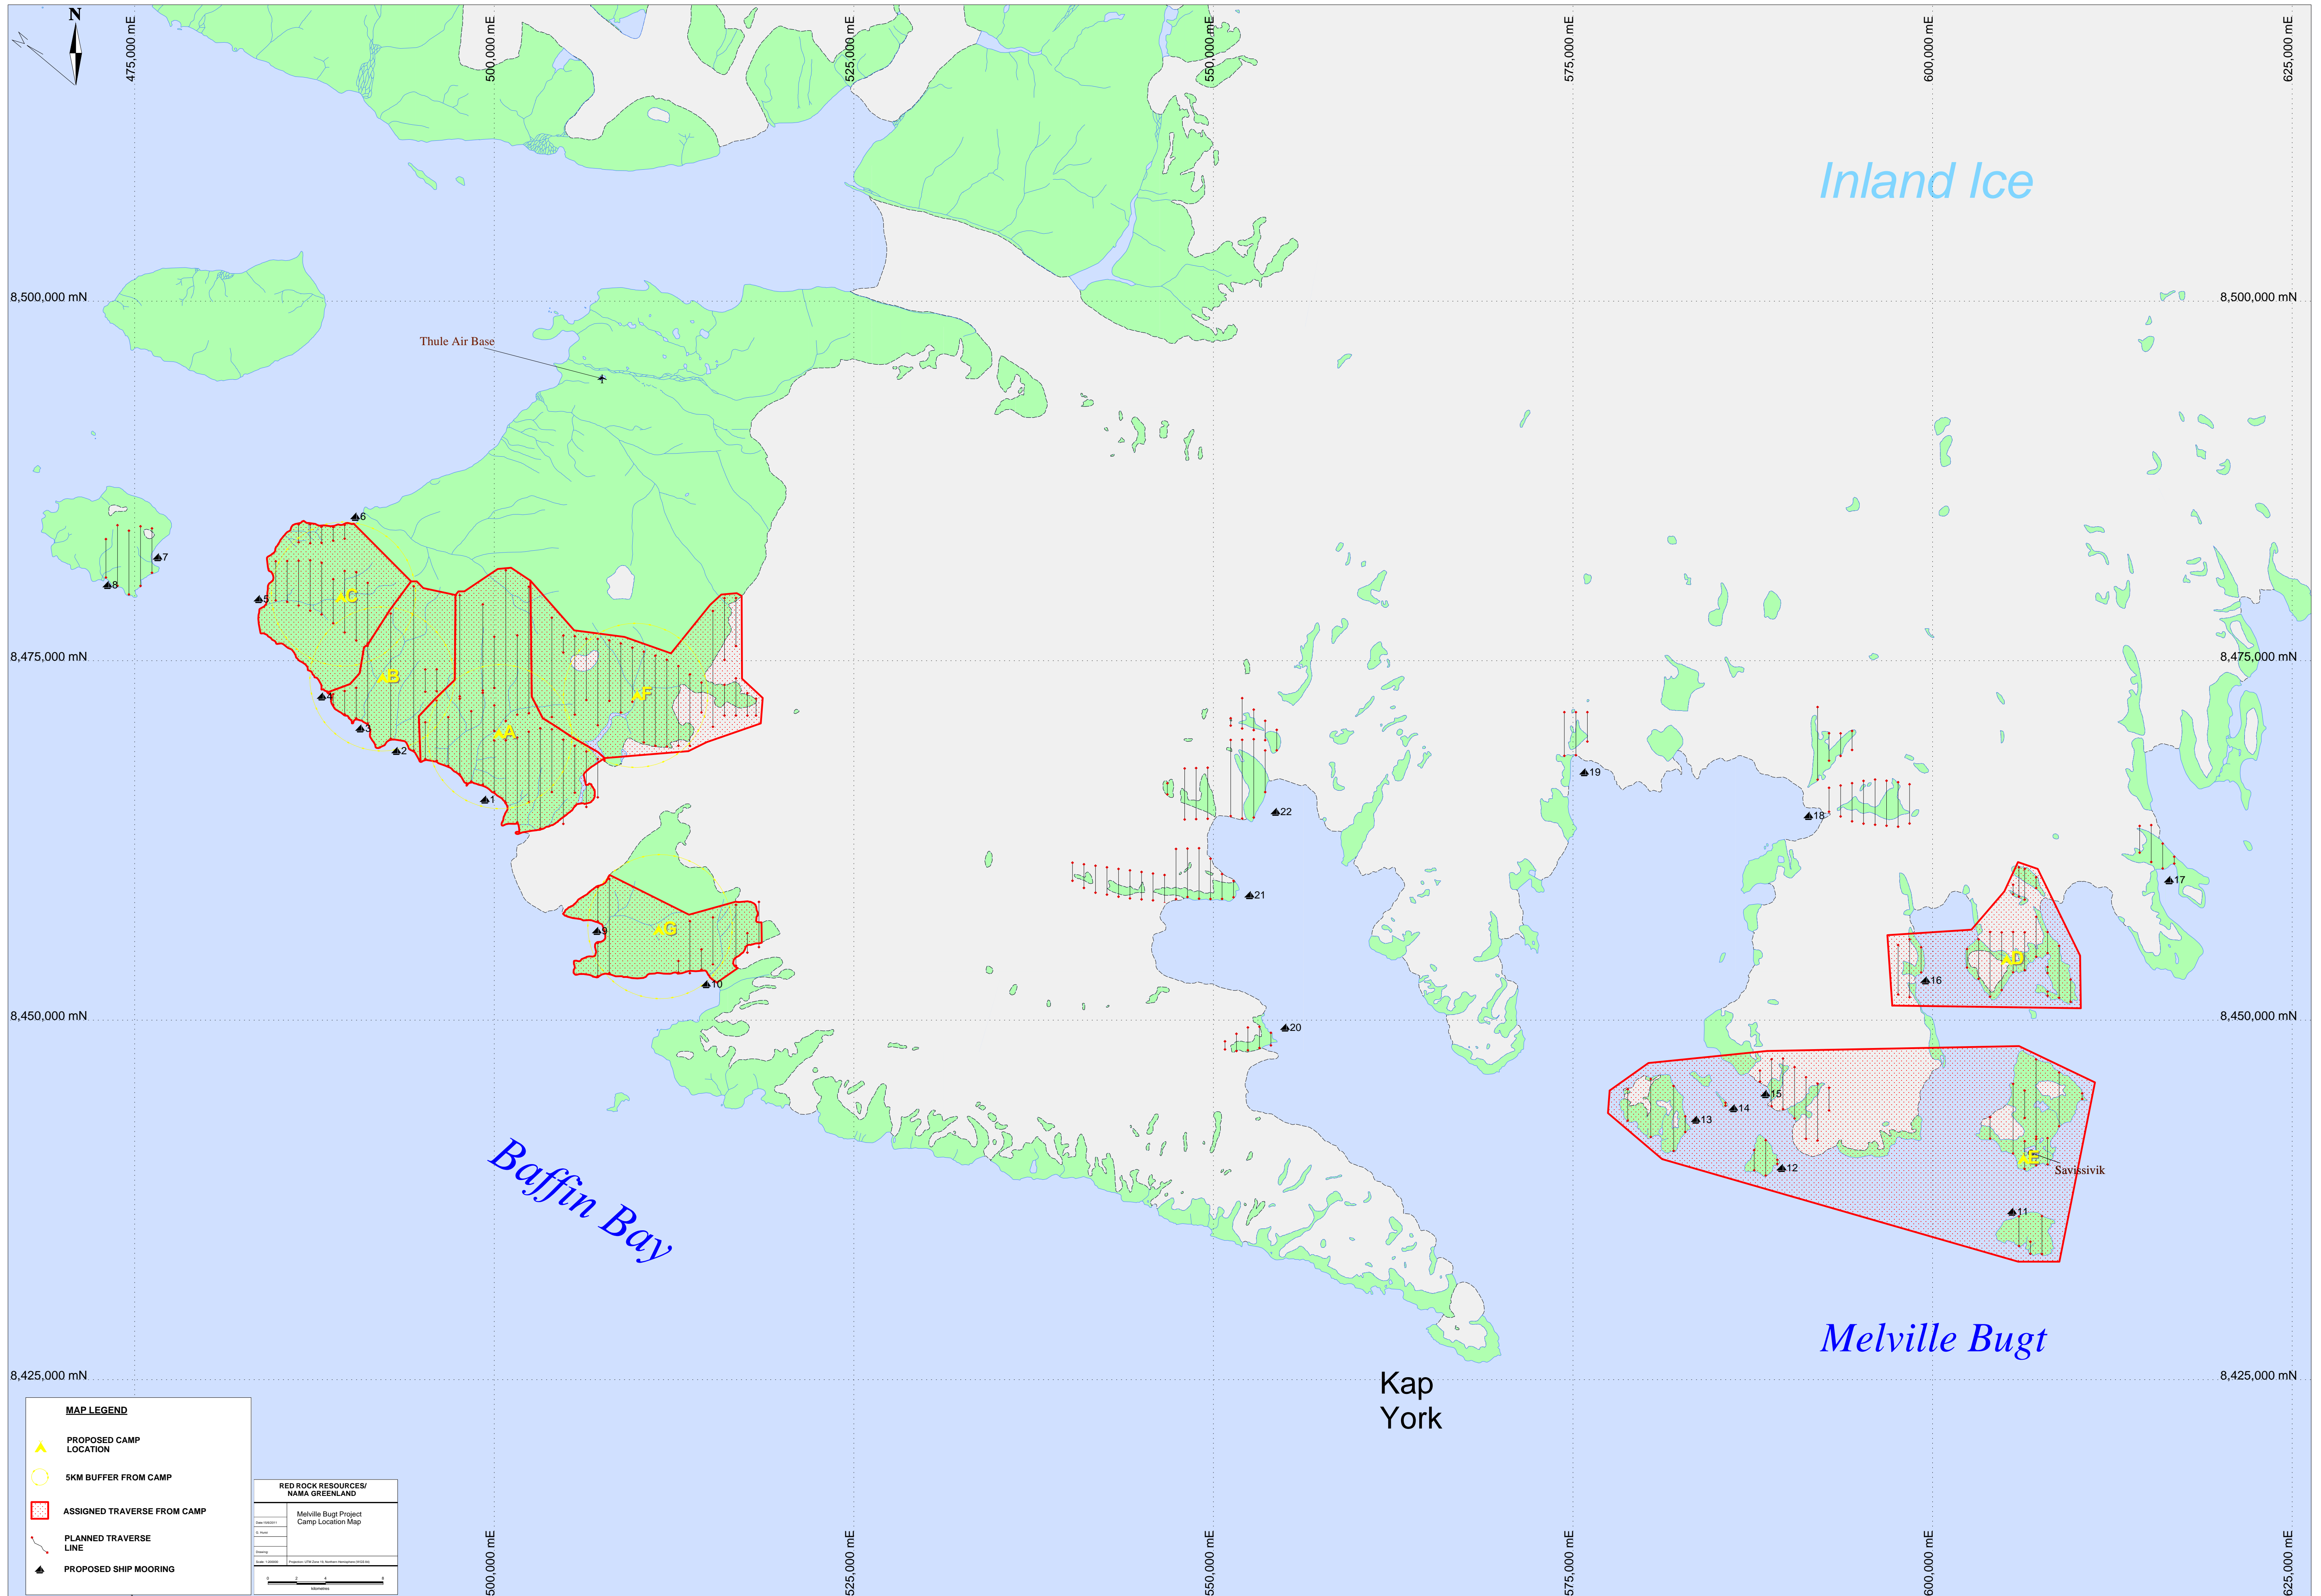 N
475,000 mE
500,000 mE
525,000 mE
550,000 mE
575,000 mE
600,000 mE
625,000 mE
Inland Ice
8,500,000 mN
8,500,000 mN
Thule Air Base
6
7
8
C
5
8,475,000 mN
8,475,000 mN
B
F
4
3
A
2
1
19
22
18
21
17
9
G
D
10
16
8,450,000 mN
8,450,000 mN
20
15
14
13
12
E
Savissivik
11
Baffin Bay
Melville Bugt
8,425,000 mN
8,425,000 mN
Kap
York
MAP LEGEND
PROPOSED CAMP
LOCATION
5KM BUFFER FROM CAMP
ASSIGNED TRAVERSE FROM CAMP
PLANNED TRAVERSE
LINE
PROPOSED SHIP MOORING
RED ROCK RESOURCES/
NAMA GREENLAND
Melville Bugt Project
Camp Location Map
0 2 4 8
kilometres
500,000 mE
525,000 mE
550,000 mE
575,000 mE
600,000 mE
625,000 mE